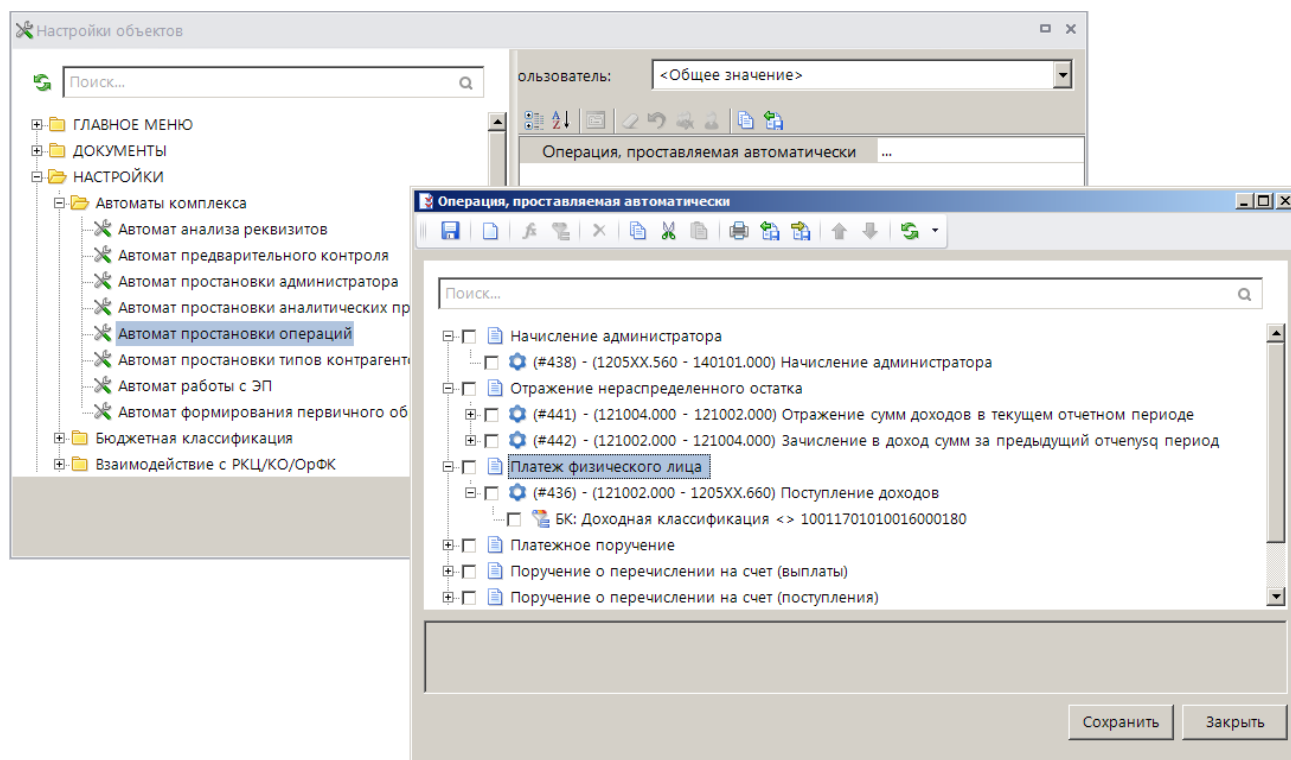 Настройки объектов
Поиск...
ользователь:
<Общее значение>
ГЛАВНОЕ МЕНЮ
ДОКУМЕНТЫ
НАСТРОЙКИ
Автоматы комплекса
Автомат анализа реквизитов
Автомат предварительного контроля
Автомат простановки администратора
Автомат простановки аналитических пр
Автомат простановки операций
Автомат простановки типов контрагент
Автомат работы с ЭП
Автомат формирования первичного об
Бюджетная классификация
Взаимодействие с РКЦ/КО/ОрФК
Операция, проставляемая автоматически ...
Операция, проставляемая автоматически
Поиск...
Начисление администратора
(#438) - (1205XX.560 - 140101.000) Начисление администратора
Отражение нераспределенного остатка
(#441) - (121004.000 - 121002.000) Отражение сумм доходов в текущем отчетном периоде
(#442) - (121002.000 - 121004.000) Зачисление в доход сумм за предыдущий отчеnysq период
Платеж физического лица
(#436) - (121002.000 - 1205XX.660) Поступление доходов
БК: Доходная классификация <> 10011701010016000180
Платежное поручение
Поручение о перечислении на счет (выплаты)
Поручение о перечислении на счет (поступления)
Сохранить
Закрыть